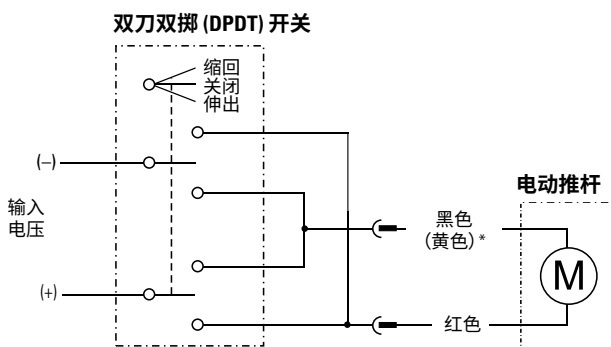 双刀双掷 (DPDT) 开关
缩回
关闭
伸出
(–)
输入
电压
(+)
电动推杆
黑色
(黄色) *
M
红色